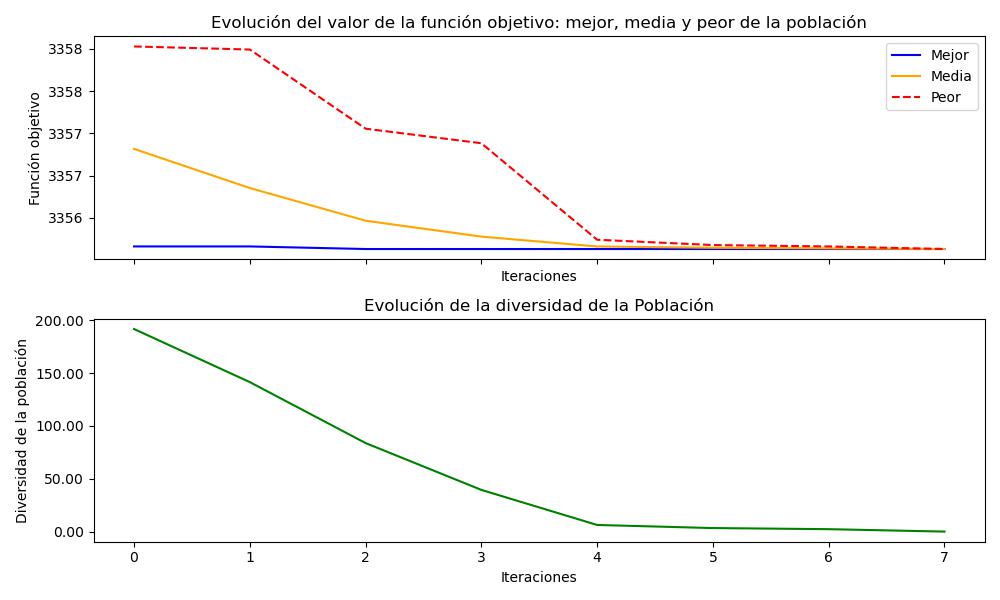 Evolución del valor de la función objetivo: mejor, media y peor de la población
3358
3358
3357
3357
3356
Función objetivo
Mejor
Media
Peor
Iteraciones
Evolución de la diversidad de la Población
200.00
150.00
100.00
50.00
0.00
Diversidad de la población
0 1 2 3 4 5 6 7
Iteraciones